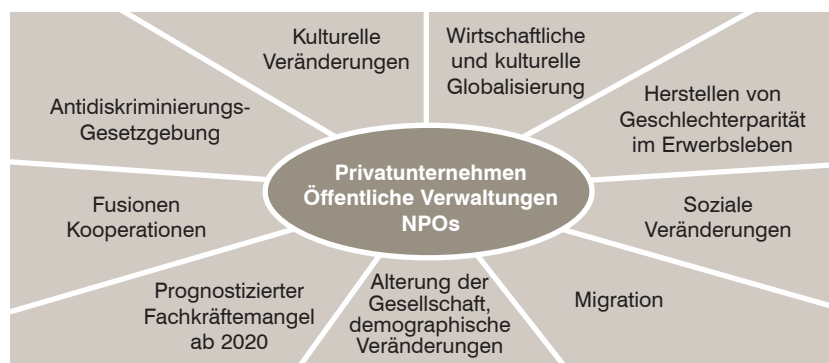 Kulturelle
Veränderungen
Wirtschaftliche
und kulturelle
Globalisierung
Antidiskriminierungs-
Gesetzgebung
Herstellen von
Geschlechterparität
im Erwerbsleben
Privatunternehmen
Öffentliche Verwaltungen
NPOs
Fusionen
Kooperationen
Soziale
Veränderungen
Prognostizierter
Fachkräftemangel
ab 2020
Alterung der
Gesellschaft,
demographische
Veränderungen
Migration